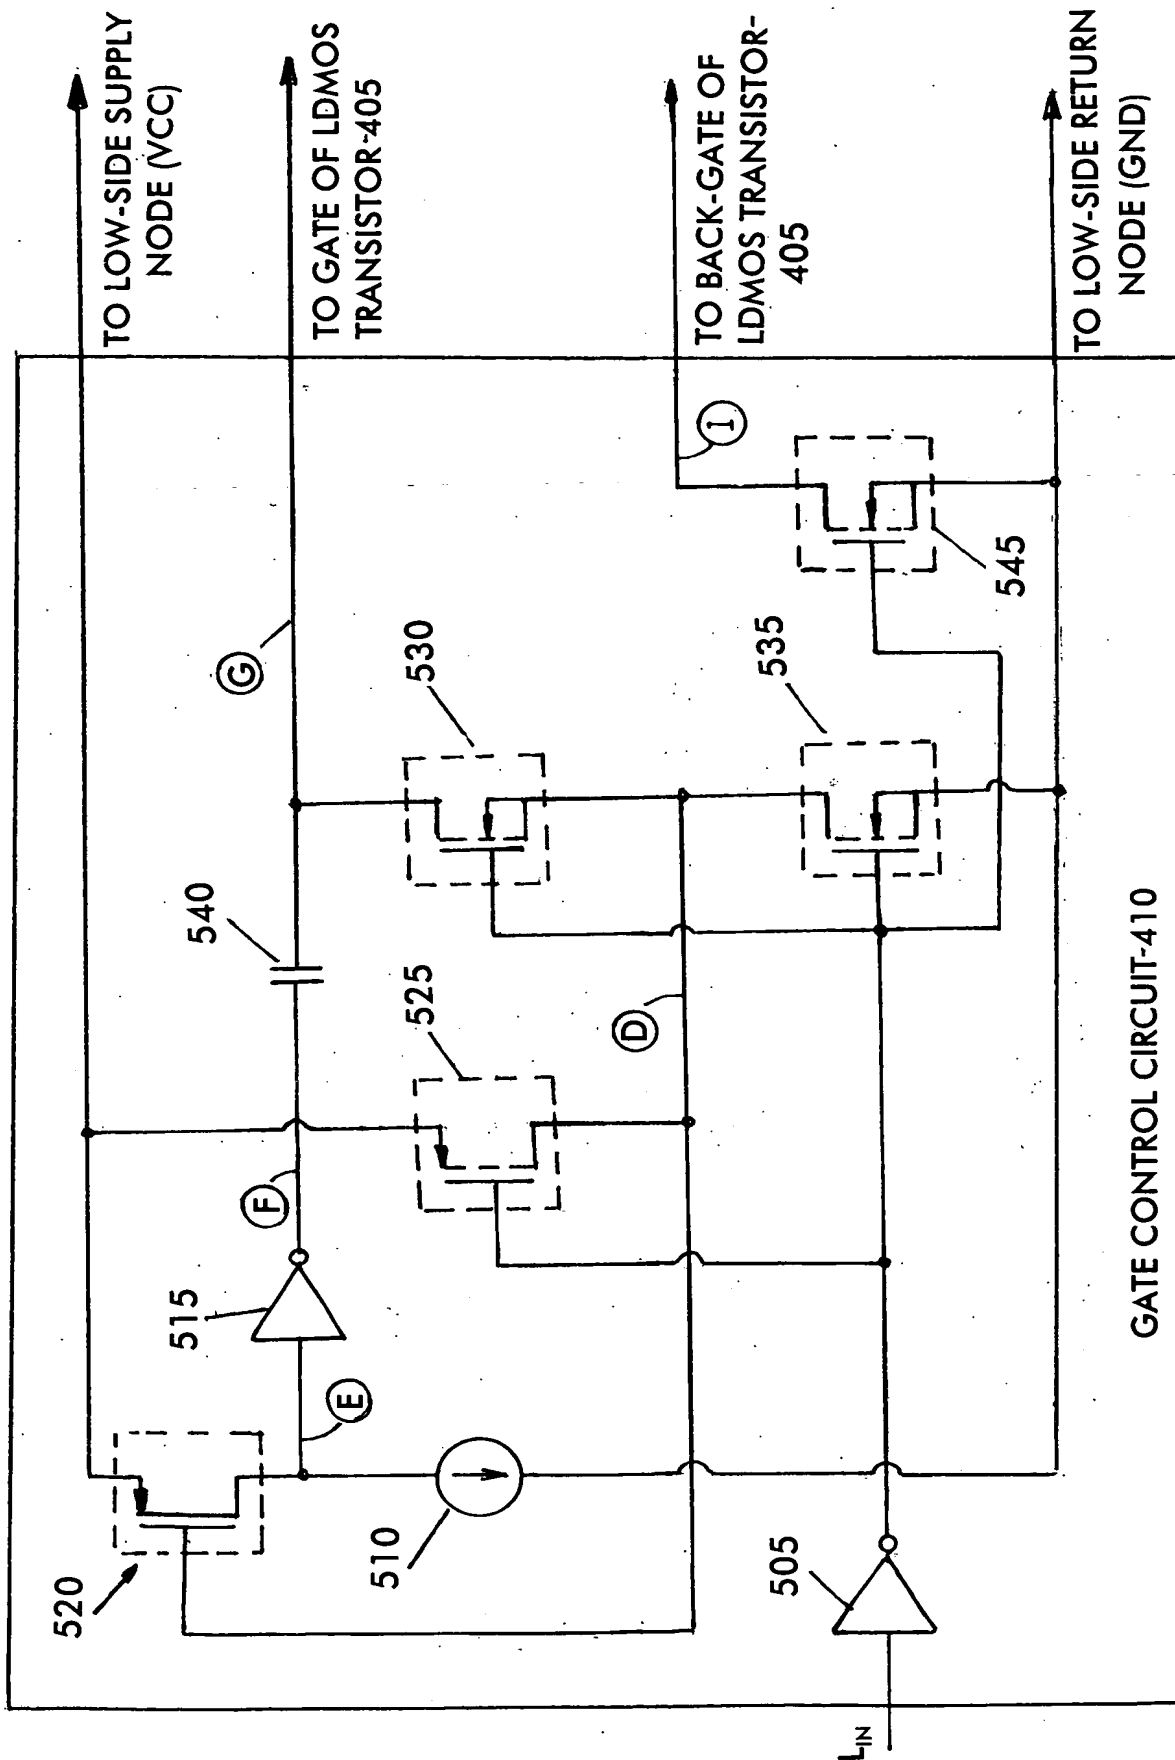 TO LOW-SIDE SUPPLY
NODE (VCC)
TO GATE OF LDMOS
TRANSISTOR-405
TO BACK-GATE OF
LDMOS TRANSISTOR-
405
TO LOW-SIDE RETURN
NODE (GND)
G
I
540
530
F
525
515
D
535
545
E
520
510
505
LIN
GATE CONTROL CIRCUIT-410